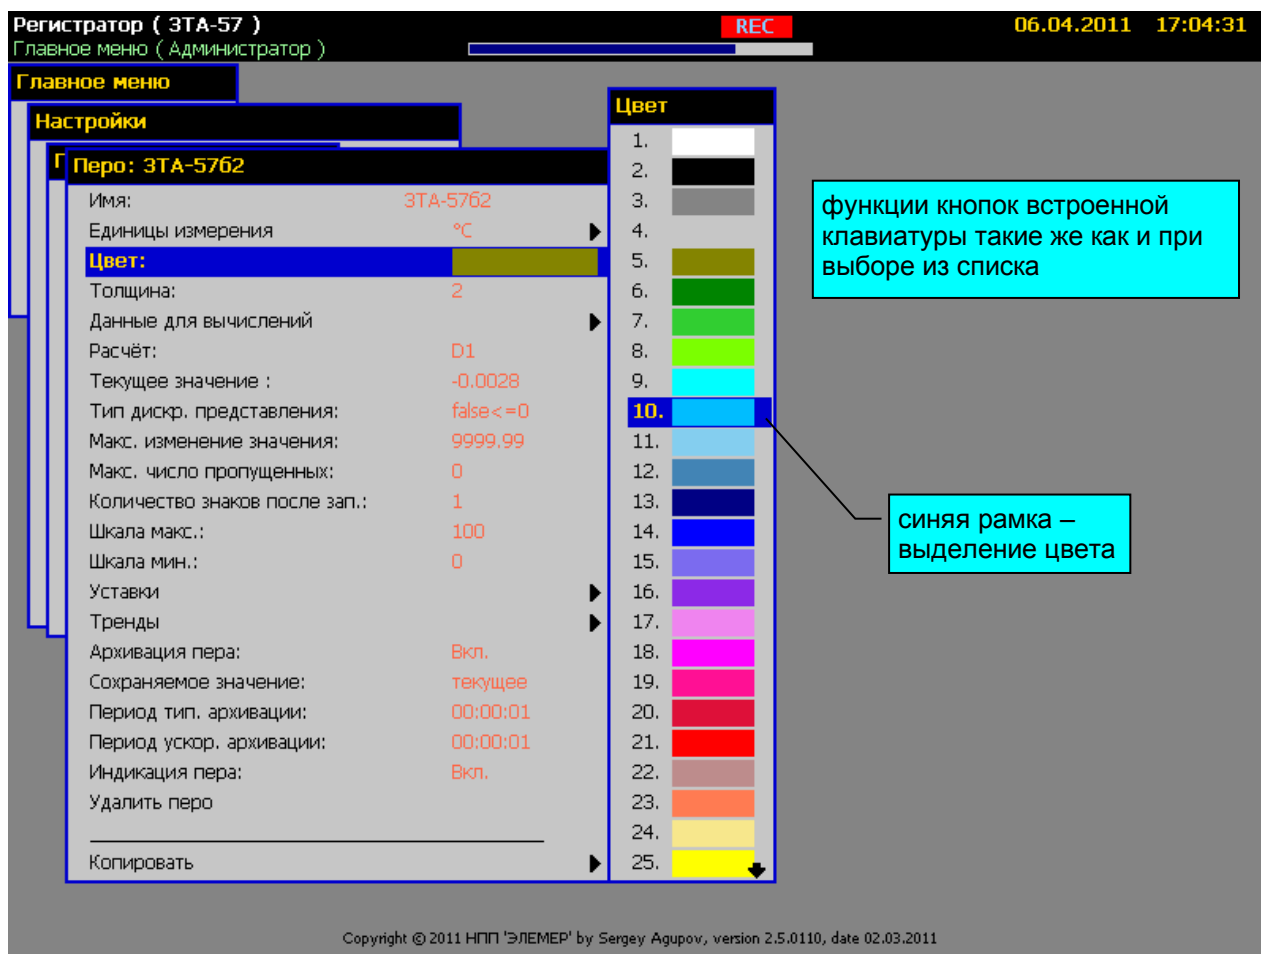 Регистратор ( ЗТА-57 )
REC
06.04.2011 17:04:31
Главное меню ( Администратор )
Главное меню
Настройки
Г
Перо: ЗТА-57б2
Имя: ЗТА-57б2
Единицы измерения °C
Цвет:
Толщина: 2
Данные для вычислений
Расчёт: D1
Текущее значение : -0.0028
Тип дискр. представления: false<=0
Макс. изменение значения: 9999.99
Макс. число пропущенных: 0
Количество знаков после зап.: 1
Шкала макс.: 100
Шкала мин.: 0
Уставки
Тренды
Архивация пера: Вкл.
Сохраняемое значение: текущее
Период тип. архивации: 00:00:01
Период ускор. архивации: 00:00:01
Индикация пера: Вкл.
Удалить перо
Копировать
Цвет
1.
2.
3.
4.
5.
6.
7.
8.
9.
10.
11.
12.
13.
14.
15.
16.
17.
18.
19.
20.
21.
22.
23.
24.
25.
функции кнопок встроенной
клавиатуры такие же как и при
выборе из списка
синяя рамка –
выделение цвета
Copyright © 2011 НПП 'ЭЛЕМЕР' by Sergey Agupov, version 2.5.0110, date 02.03.2011